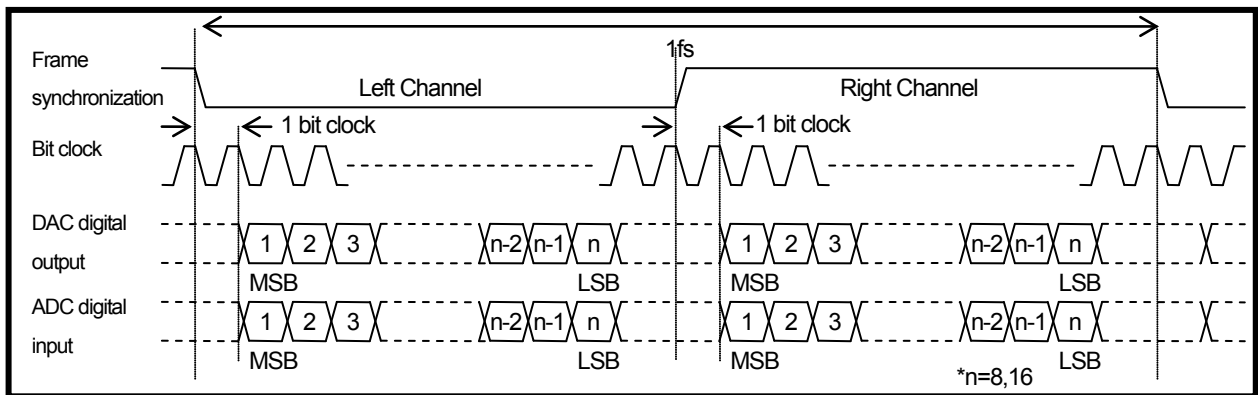 1fs
Frame
synchronization
Left Channel
Right Channel
1 bit clock
1 bit clock
Bit clock
DAC digital
output
1 2 3 n-2 n-1 n 1 2 3 n-2 n-1 n
MSB LSB MSB LSB
ADC digital
input
1 2 3 n-2 n-1 n 1 2 3 n-2 n-1 n
MSB LSB MSB LSB
*n=8,16